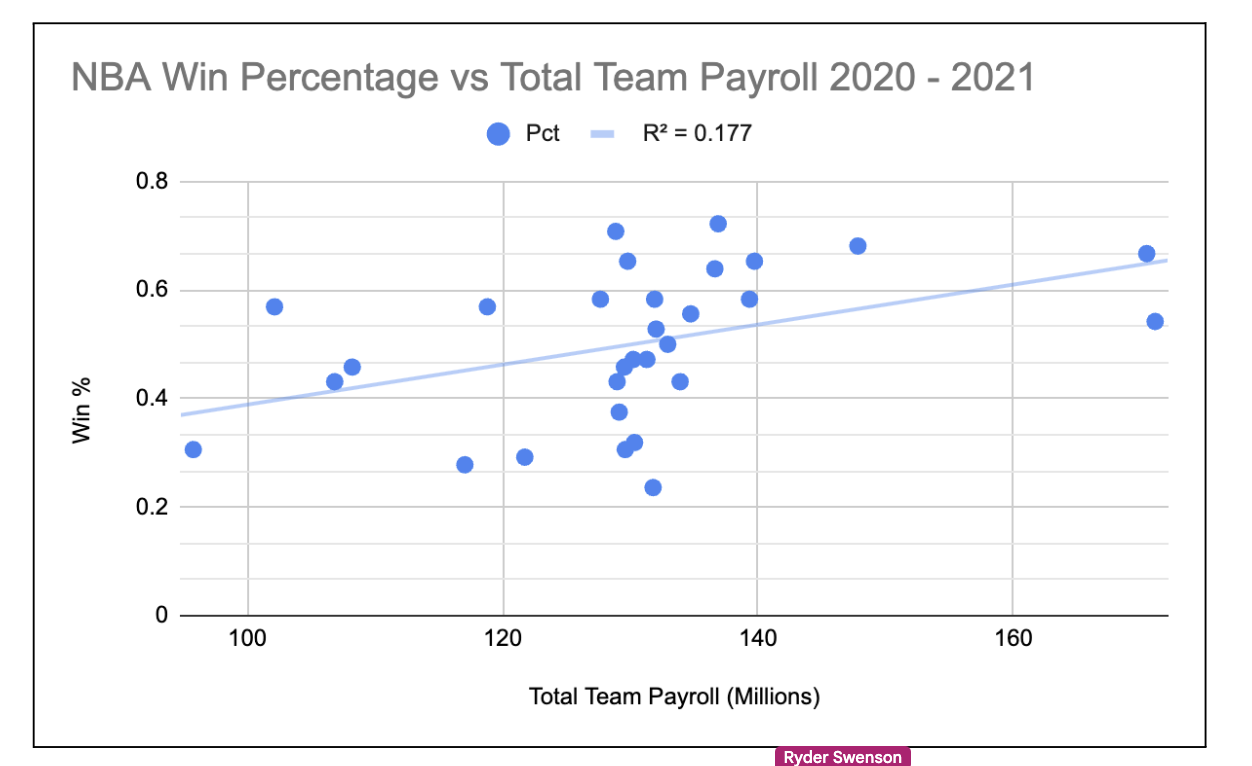 NBA Win Percentage vs Total Team Payroll 2020 - 2021
Pct R² = 0.177
0.8
0.6
0.4
0.2
0
Win %
100 120 140 160
Total Team Payroll (Millions)
Ryder Swenson